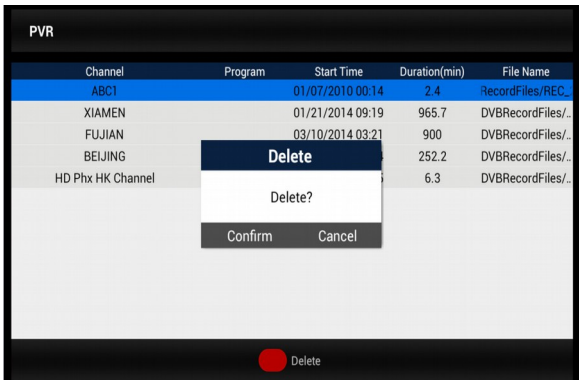 PVR
Channel Program Start Time Duration(min) File Name
ABC1 01/07/2010 00:14 2.4 RecordFiles/REC_
XIAMEN 01/21/2014 09:19 965.7 DVBRecordFiles/..
FUJIAN 03/10/2014 03:21 900 DVBRecordFiles/..
BEIJING 252.2 DVBRecordFiles/..
HD Phx HK Channel 6.3 DVBRecordFiles/..
Delete
Delete?
Confirm Cancel
Delete